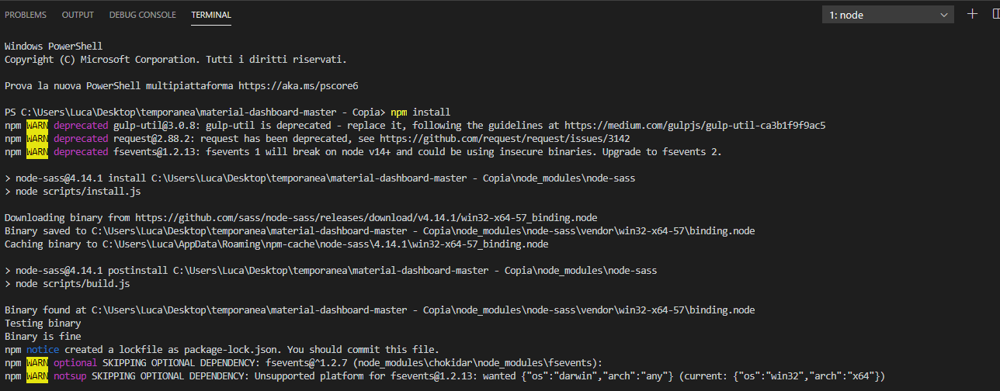 PROBLEMS OUTPUT DEBUG CONSOLE TERMINAL 1: node
Windows PowerShell
Copyright (C) Microsoft Corporation. Tutti i diritti riservati.
Prova la nuova PowerShell multipiattaforma https://aka.ms/pscore6
PS C:\Users\Luca\Desktop\temporanea\material-dashboard-master - Copia> npm install
npm WARN deprecated gulp-util@3.0.8: gulp-util is deprecated - replace it, following the guidelines at https://medium.com/gulpjs/gulp-util-ca3b1f9f9ac5
npm WARN deprecated request@2.88.2: request has been deprecated, see https://github.com/request/request/issues/3142
npm WARN deprecated fsevents@1.2.13: fsevents 1 will break on node v14+ and could be using insecure binaries. Upgrade to fsevents 2.
> node-sass@4.14.1 install C:\Users\Luca\Desktop\temporanea\material-dashboard-master - Copia\node_modules\node-sass
> node scripts/install.js
Downloading binary from https://github.com/sass/node-sass/releases/download/v4.14.1/win32-x64-57_binding.node
Binary saved to C:\Users\Luca\Desktop\temporanea\material-dashboard-master - Copia\node_modules\node-sass\vendor\win32-x64-57\binding.node
Caching binary to C:\Users\Luca\AppData\Roaming\npm-cache\node-sass\4.14.1\win32-x64-57_binding.node
> node-sass@4.14.1 postinstall C:\Users\Luca\Desktop\temporanea\material-dashboard-master - Copia\node_modules\node-sass
> node scripts/build.js
Binary found at C:\Users\Luca\Desktop\temporanea\material-dashboard-master - Copia\node_modules\node-sass\vendor\win32-x64-57\binding.node
Testing binary
Binary is fine
npm notice created a lockfile as package-lock.json. You should commit this file.
npm WARN optional SKIPPING OPTIONAL DEPENDENCY: fsevents@^1.2.7 (node_modules\chokidar\node_modules\fsevents):
npm WARN notsup SKIPPING OPTIONAL DEPENDENCY: Unsupported platform for fsevents@1.2.13: wanted {"os":"darwin","arch":"any"} (current: {"os":"win32","arch":"x64"})